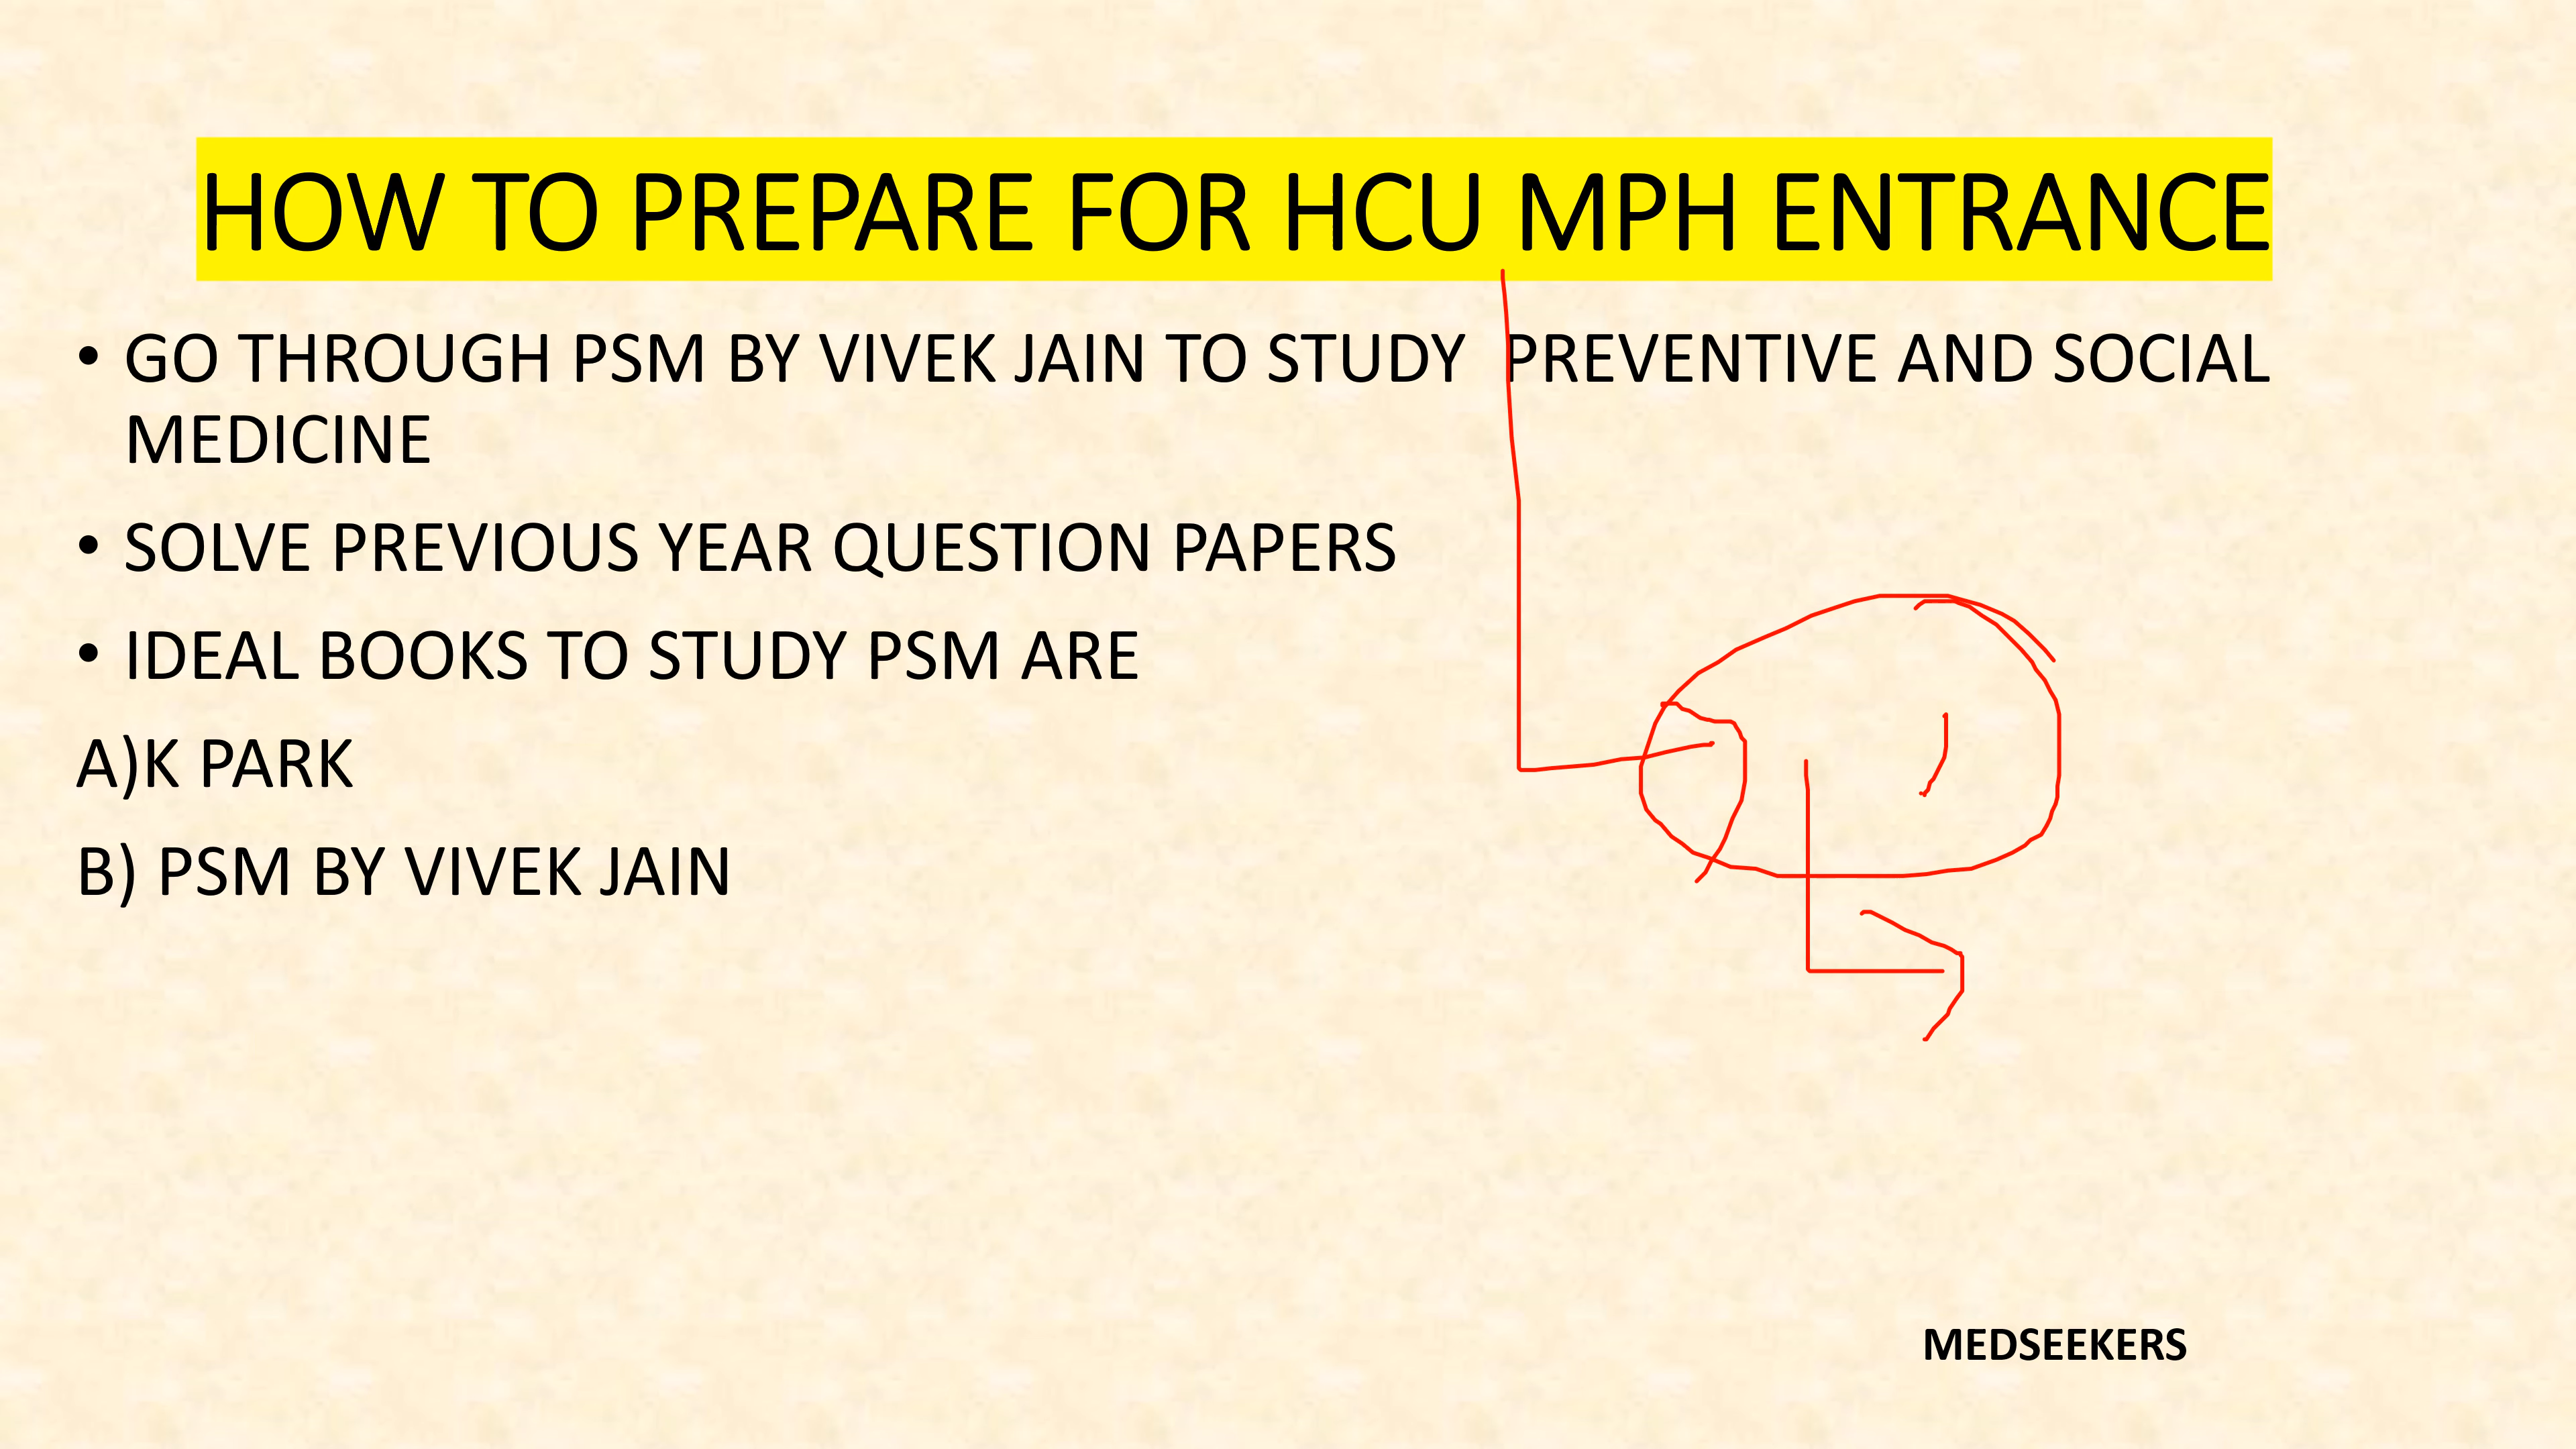 HOW TO PREPARE FOR HCU MPH ENTRANCE
• GO THROUGH PSM BY VIVEK JAIN TO STUDY  PREVENTIVE AND SOCIAL
MEDICINE
• SOLVE PREVIOUS YEAR QUESTION PAPERS
• IDEAL BOOKS TO STUDY PSM ARE
A)K PARK
B) PSM BY VIVEK JAIN
MEDSEEKERS